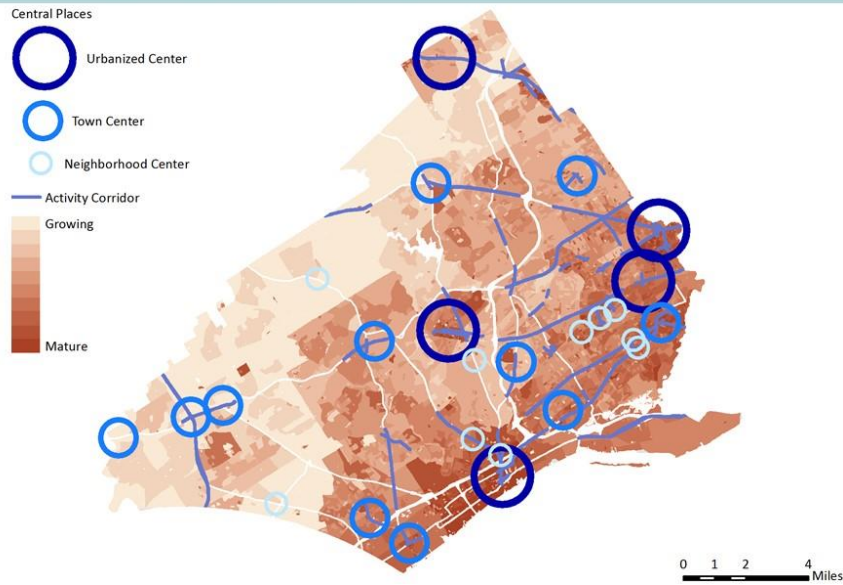 Central Places
Urbanized Center
Town Center
Neighborhood Center
Activity Corridor
Growing
Mature
0 1 2 4
Miles